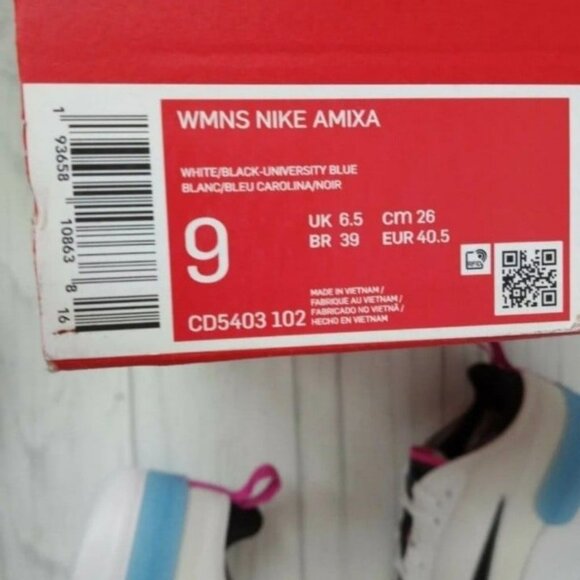 WMNS NIKE AMIXA
WHITE/BLACK-UNIVERSITY BLUE
BLANC/BLEU CAROLINA/NOIR
9
UK 6.5 cm 26
BR 39 EUR 40.5
CD5403 102
MADE IN VIETNAM /
FABRIQUE AU VIETNAM /
FABRICADO NO VIETNÃ /
HECHO EN VIETNAM
1 93658 10863 8 16